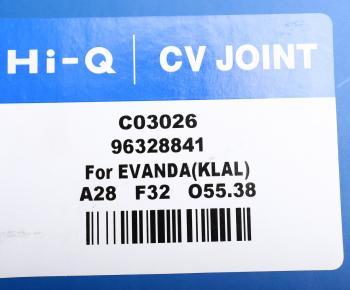 Hi-Q | CV JOINT
C03026
96328841
For EVANDA(KLAL)
A28 F32 O55.38